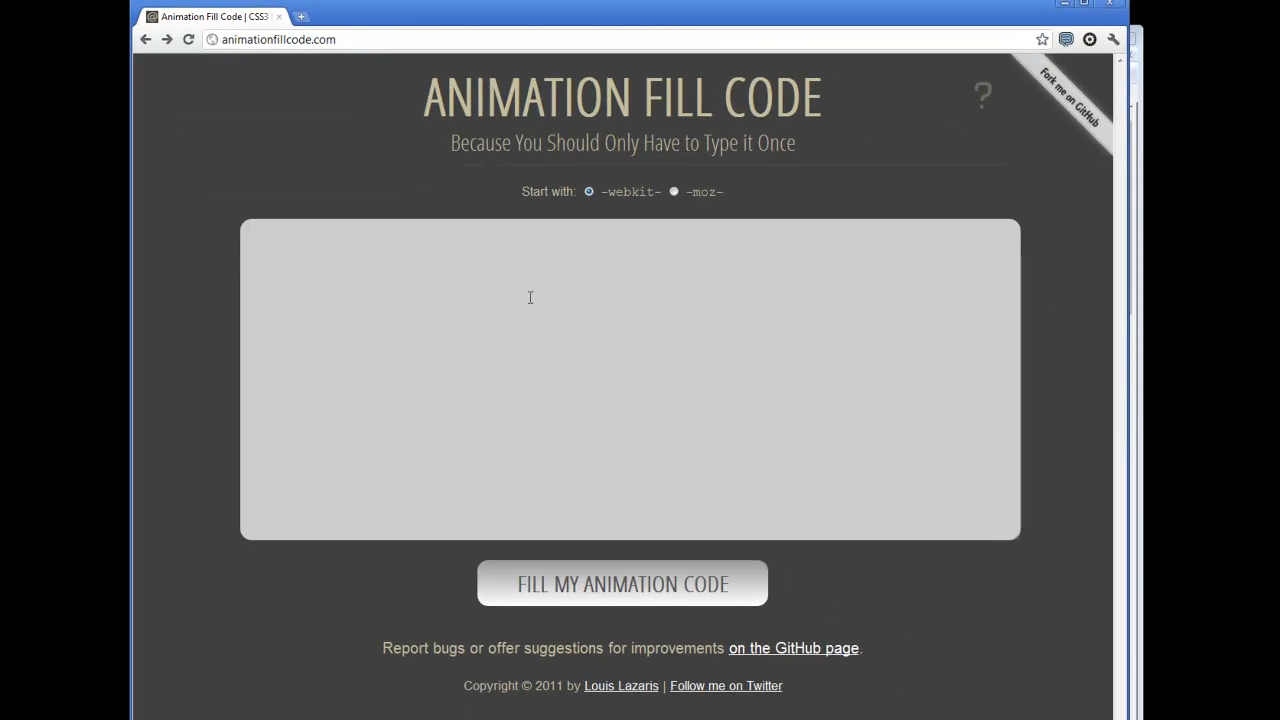 Animation Fill Code | CSS3
animationfillcode.com
Fork me on GitHub
ANIMATION FILL CODE
?
Because You Should Only Have to Type it Once
Start with: -webkit- -moz-
FILL MY ANIMATION CODE
Report bugs or offer suggestions for improvements on the GitHub page.
Copyright © 2011 by Louis Lazaris | Follow me on Twitter